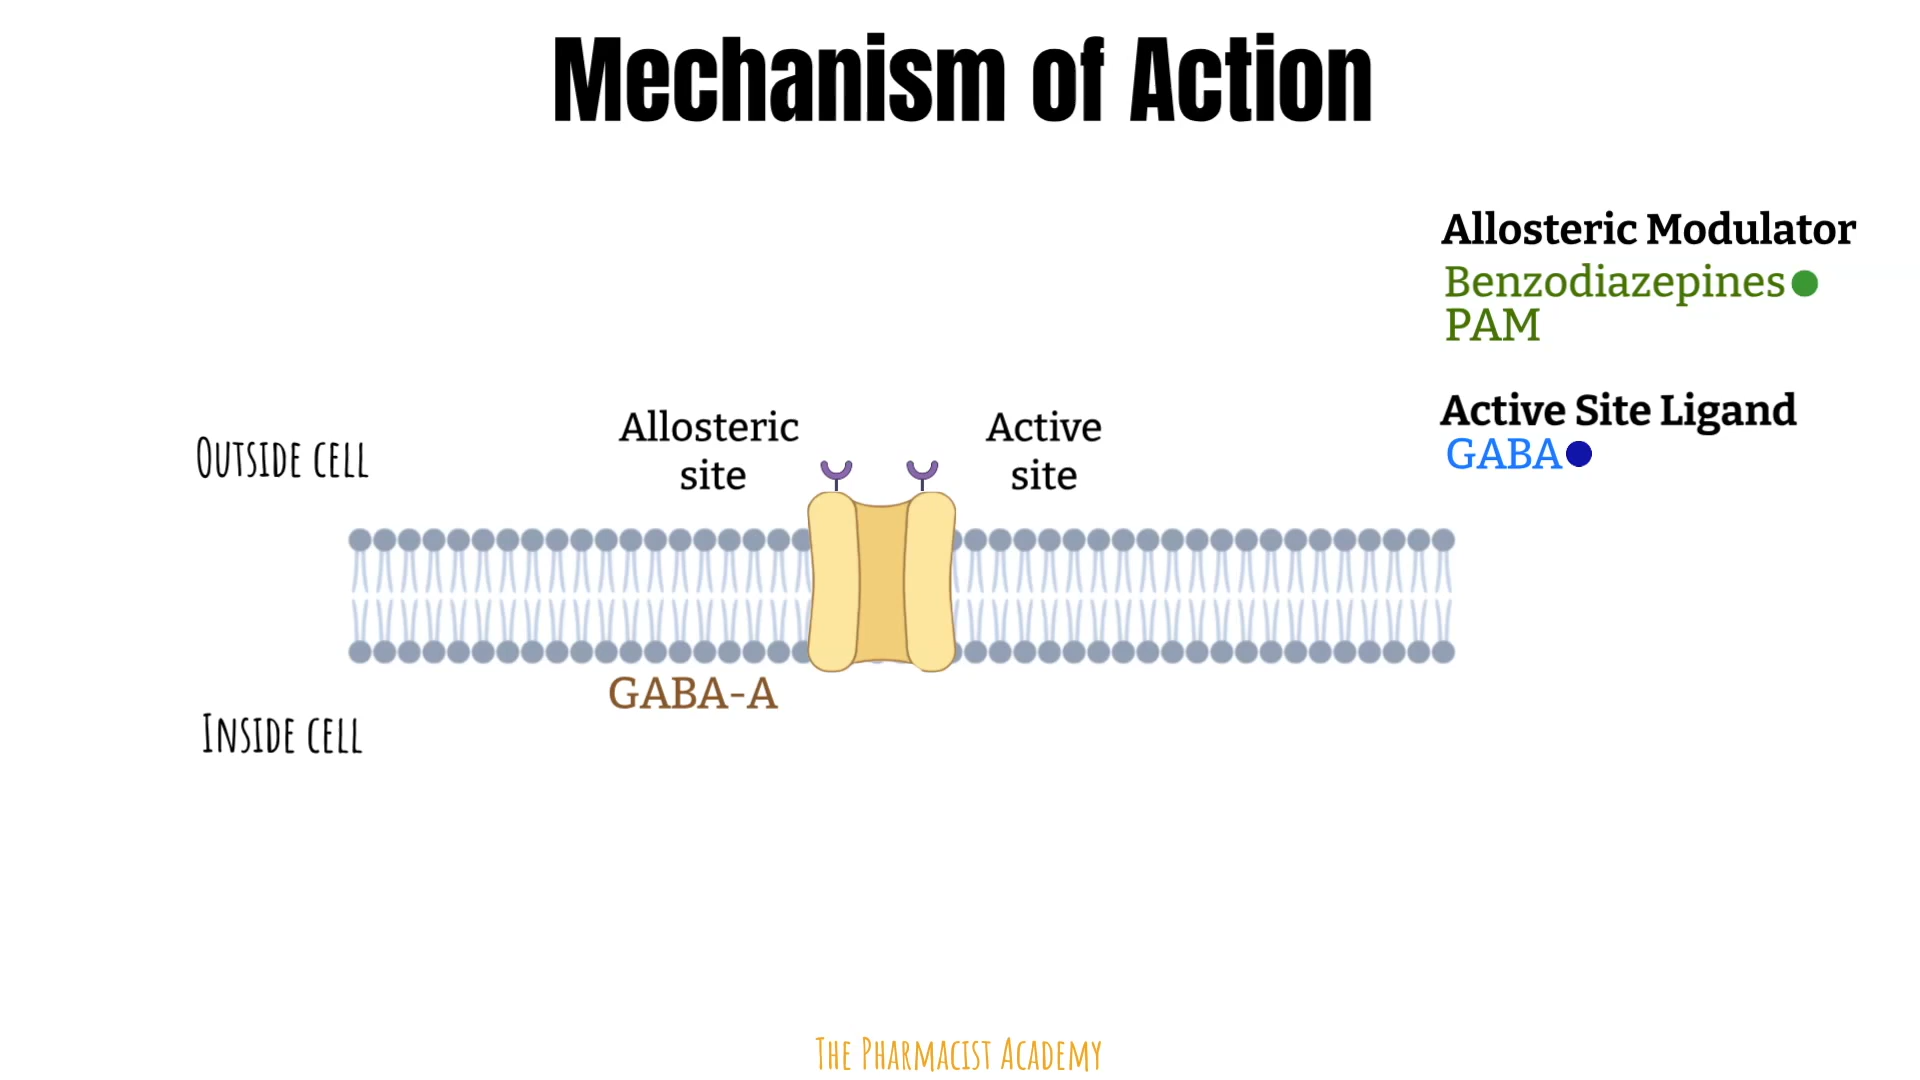 Mechanism of Action
Allosteric Modulator
Benzodiazepines
PAM
Active Site Ligand
GABA
Allosteric
site
Active
site
Outside cell
GABA-A
Inside cell
The Pharmacist Academy